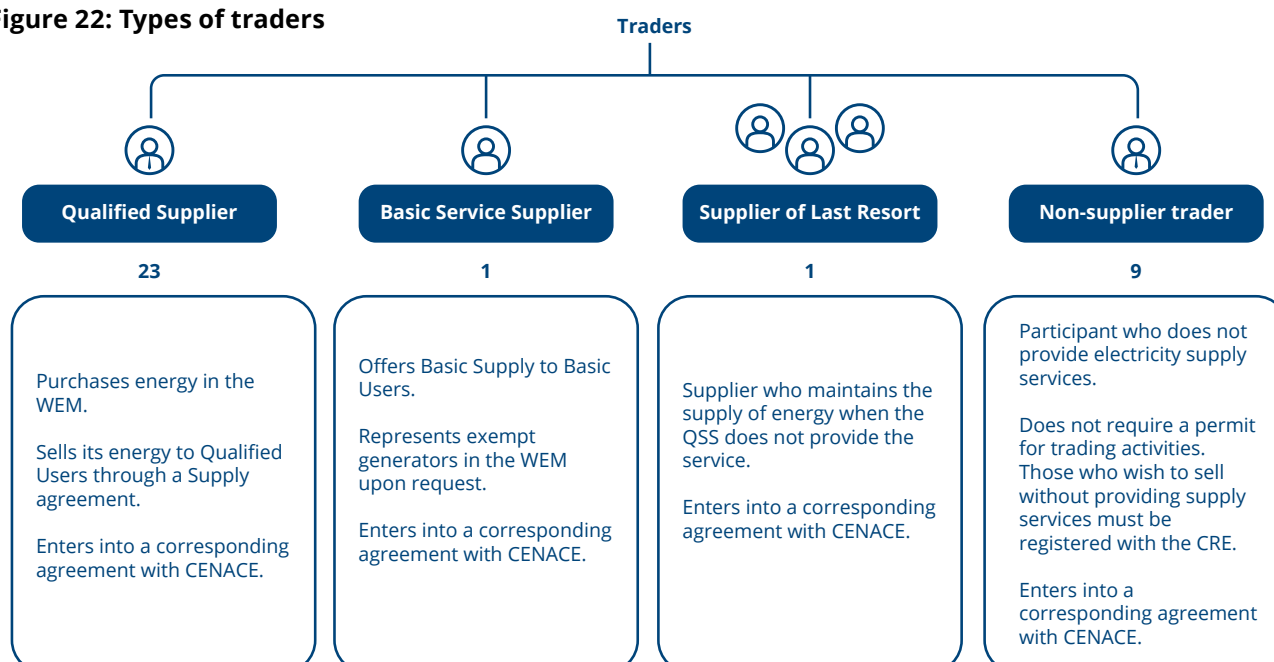 Figure 22: Types of traders
Traders
Qualified Supplier
Basic Service Supplier
Supplier of Last Resort
Non-supplier trader
23
1
1
9
Purchases energy in the
WEM.
Sells its energy to Qualified
Users through a Supply
agreement.
Enters into a corresponding
agreement with CENACE.
Offers Basic Supply to Basic
Users.
Represents exempt
generators in the WEM
upon request.
Enters into a corresponding
agreement with CENACE.
Supplier who maintains the
supply of energy when the
QSS does not provide the
service.
Enters into a corresponding
agreement with CENACE.
Participant who does not
provide electricity supply
services.
Does not require a permit
for trading activities.
Those who wish to sell
without providing supply
services must be
registered with the CRE.
Enters into a
corresponding agreement
with CENACE.